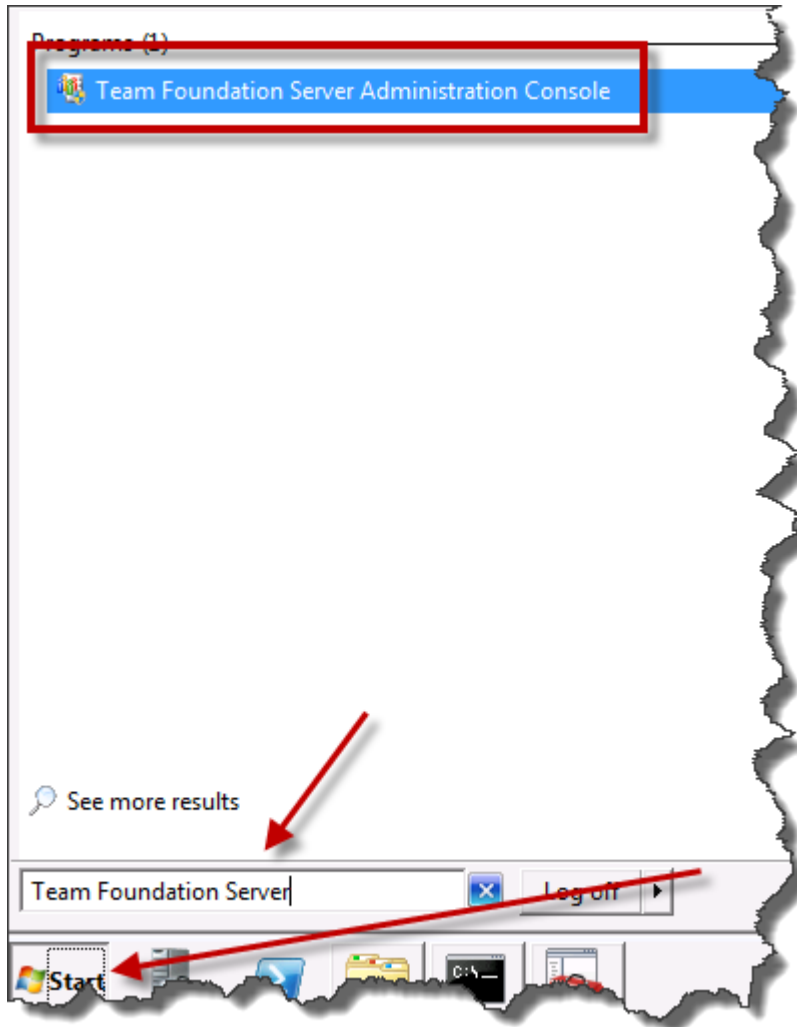 Programs (1)
Team Foundation Server Administration Console
See more results
Team Foundation Server
Log off
Start
C:\_